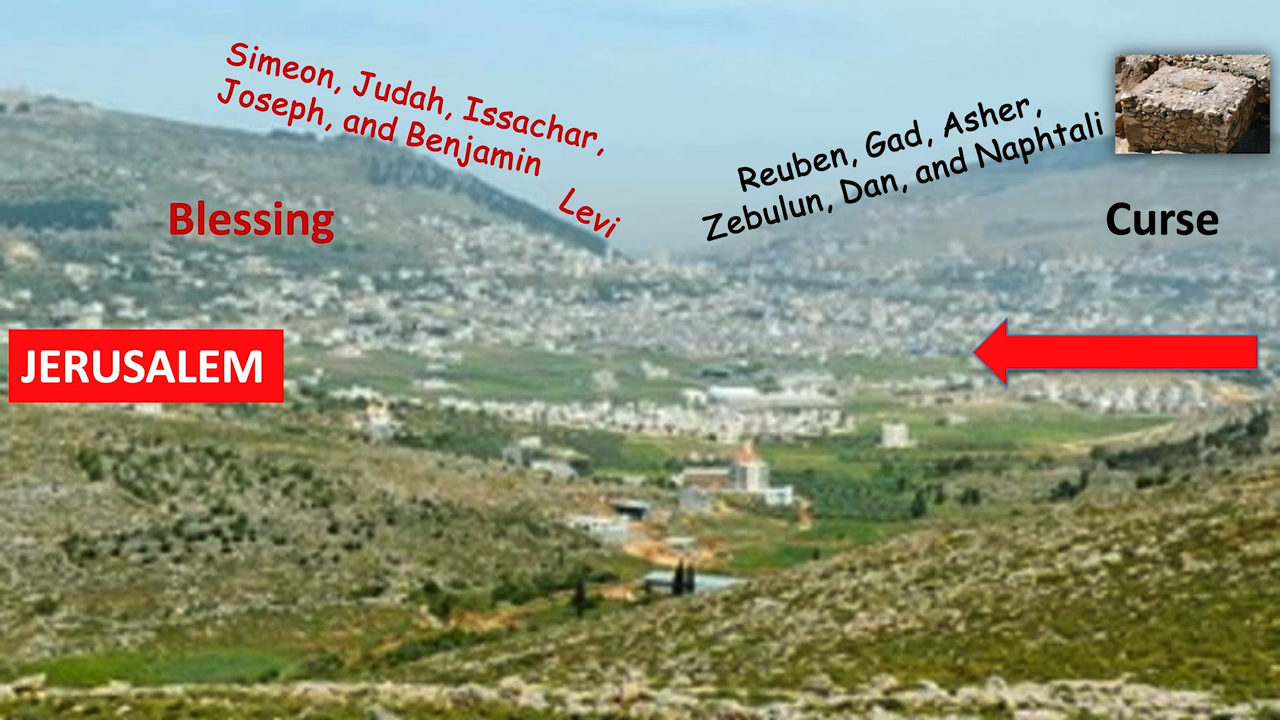 Simeon, Judah, Issachar,
Joseph, and Benjamin
Levi
Reuben, Gad, Asher,
Zebulun, Dan, and Naphtali
Blessing
Curse
JERUSALEM